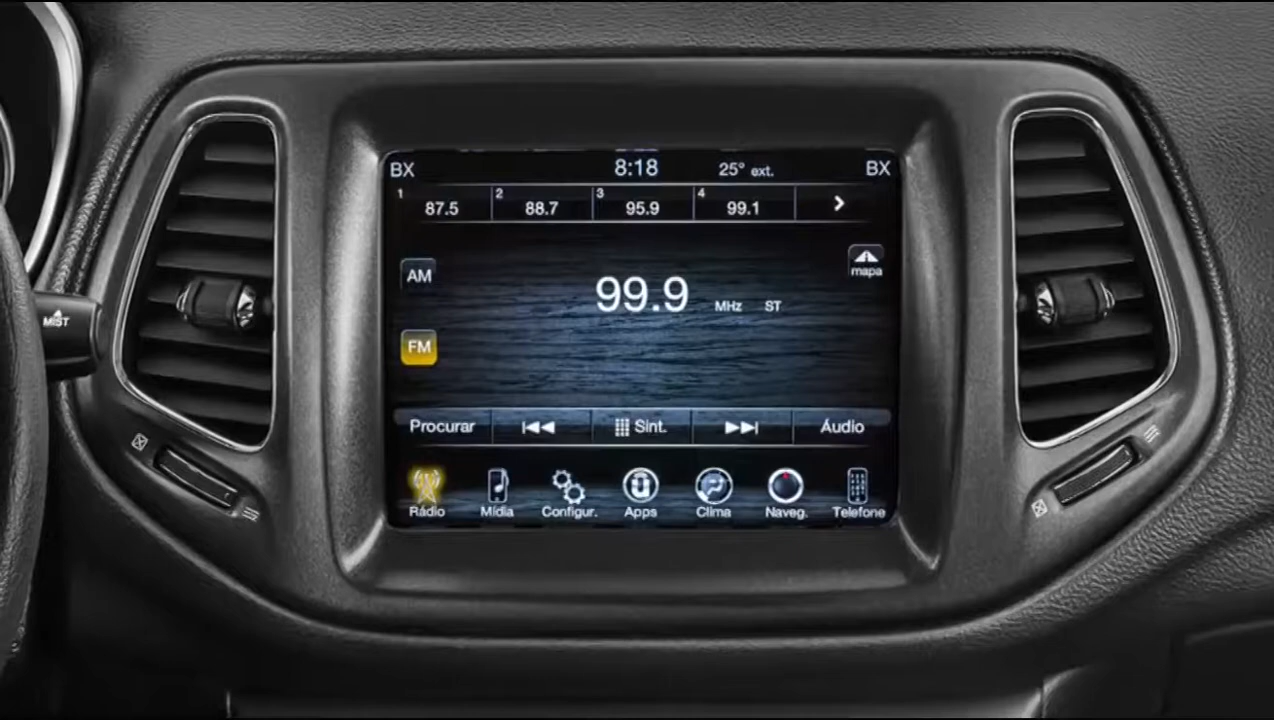 BX 8:18 25° ext. BX
1 87.5 2 88.7 3 95.9 4 99.1
mapa
AM
99.9 MHz ST
MIST
FM
Procurar Sint. Áudio
Rádio Mídia Configur. Apps Clima Naveg. Telefone